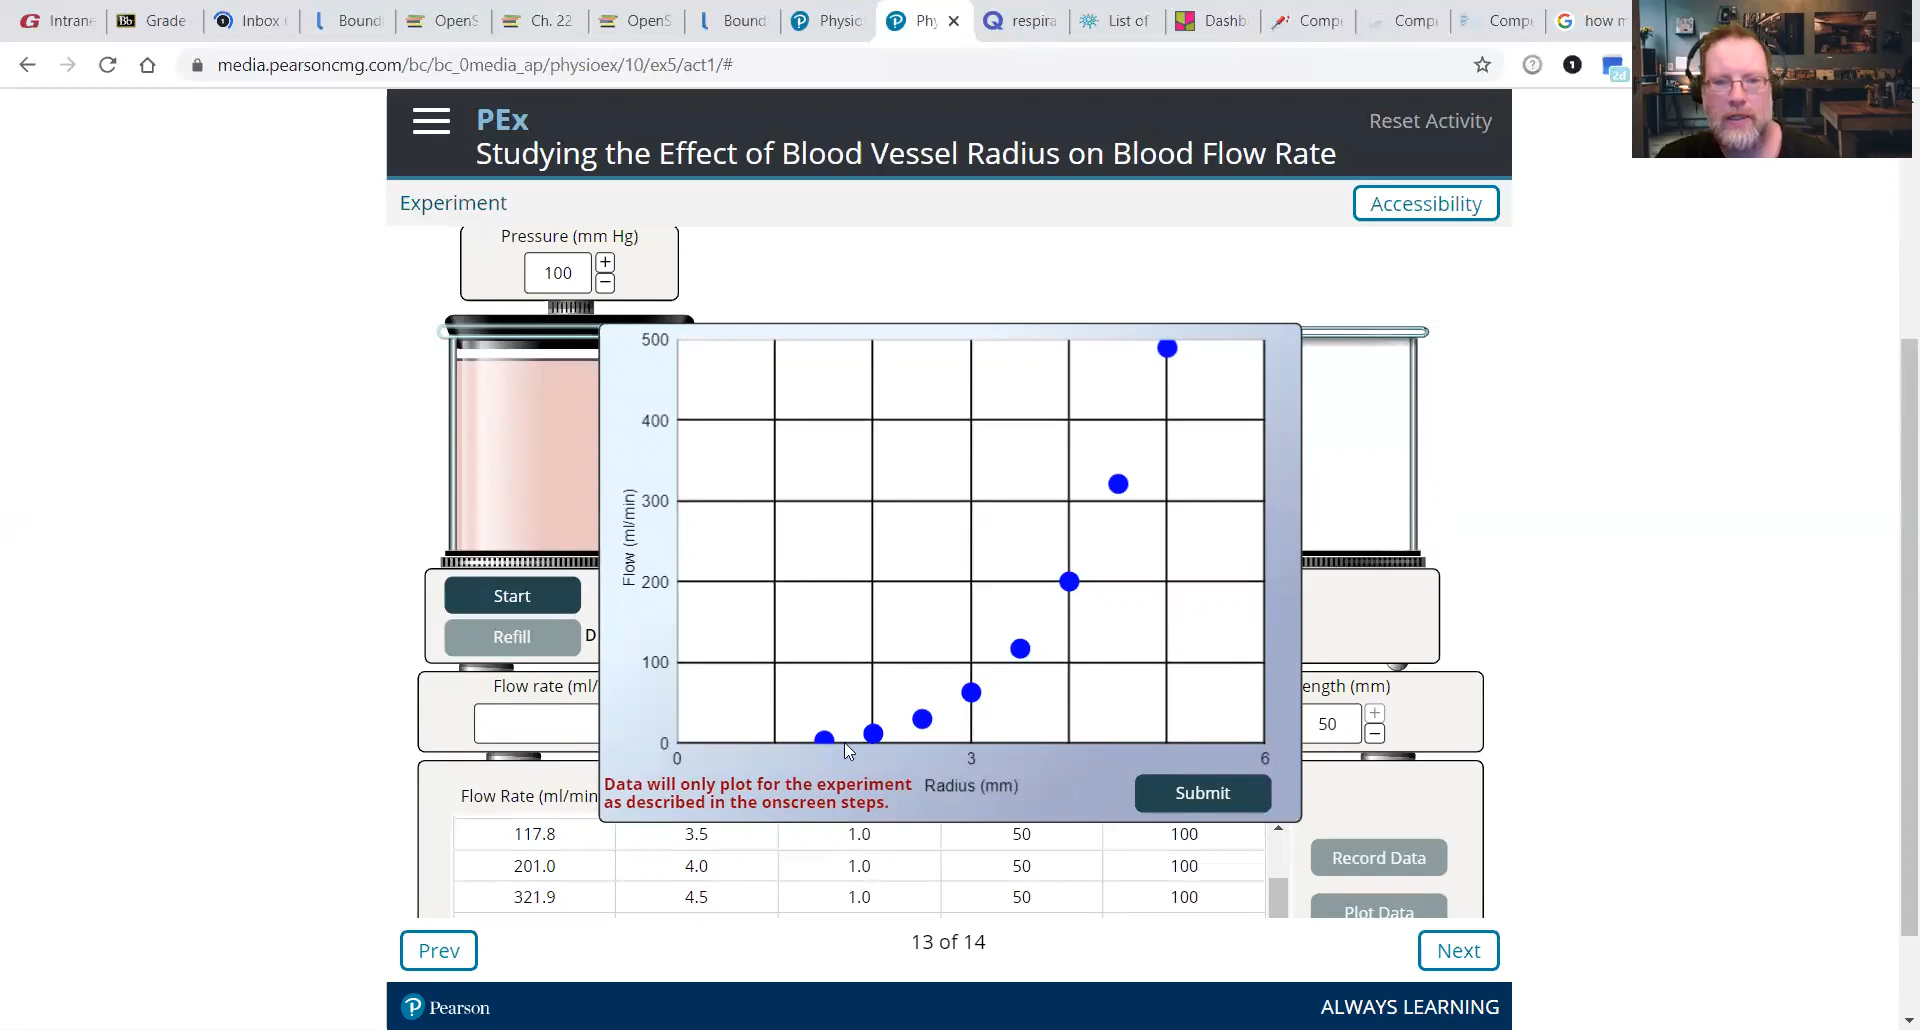 Intrane
Grade
Inbox
Bound
OpenS
Ch. 22
OpenS
Bound
Physio
Phy
respira
List of
Dashb
Compe
Comp
Compe
how m
media.pearsoncmg.com/bc/bc_0media_ap/physioex/10/ex5/act1/#
2d
PEx
Reset Activity
Studying the Effect of Blood Vessel Radius on Blood Flow Rate
Experiment
Accessibility
Pressure (mm Hg)
100
+
−
500
400
300
200
100
0
Flow (ml/min)
0
3
6
Radius (mm)
Data will only plot for the experiment
as described in the onscreen steps.
Submit
Start
Refill
D
Flow rate (ml/
ength (mm)
50
+
−
Flow Rate (ml/min
117.8 3.5 1.0 50 100
201.0 4.0 1.0 50 100
321.9 4.5 1.0 50 100
Record Data
Plot Data
Prev
13 of 14
Next
Pearson
ALWAYS LEARNING